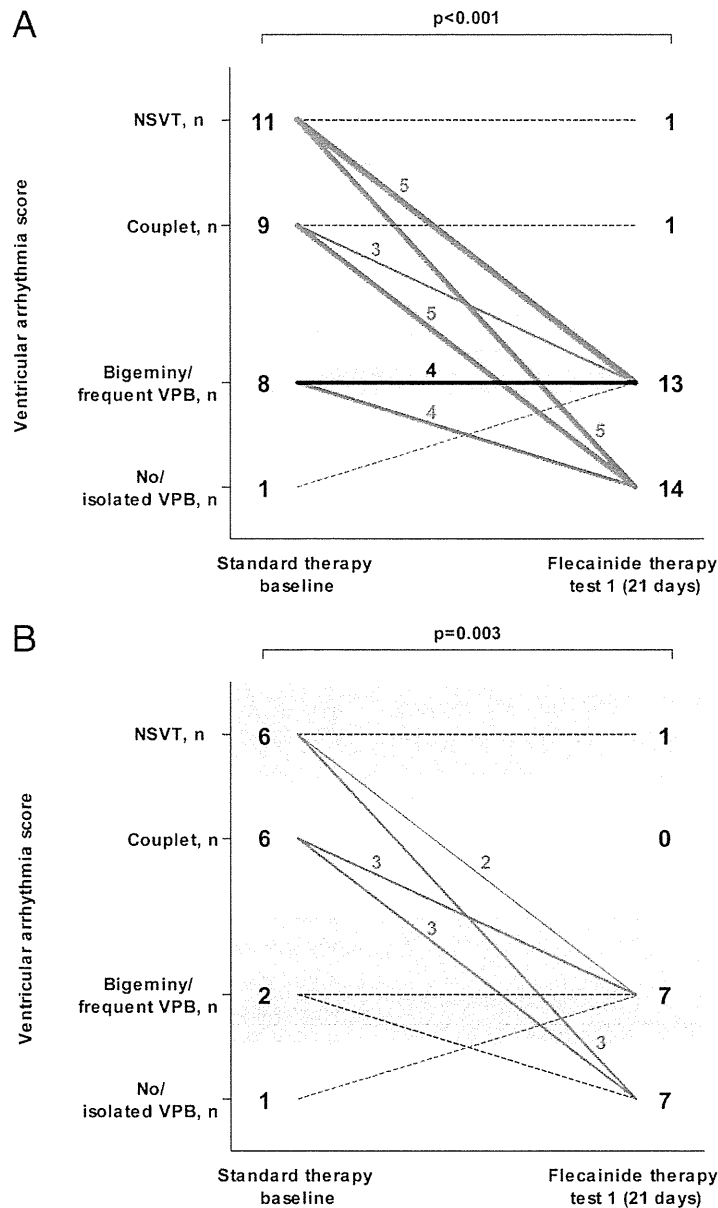 A
p<0.001
Ventricular arrhythmia score
NSVT, n
11
1
5
Couplet, n
9
1
3
5
Bigeminy/
frequent VPB, n
8
4
13
4
5
No/
isolated VPB, n
1
14
Standard therapy
baseline
Flecainide therapy
test 1 (21 days)
B
p=0.003
Ventricular arrhythmia score
NSVT, n
6
1
Couplet, n
6
0
3
2
3
Bigeminy/
frequent VPB, n
2
7
3
No/
isolated VPB, n
1
7
Standard therapy
baseline
Flecainide therapy
test 1 (21 days)